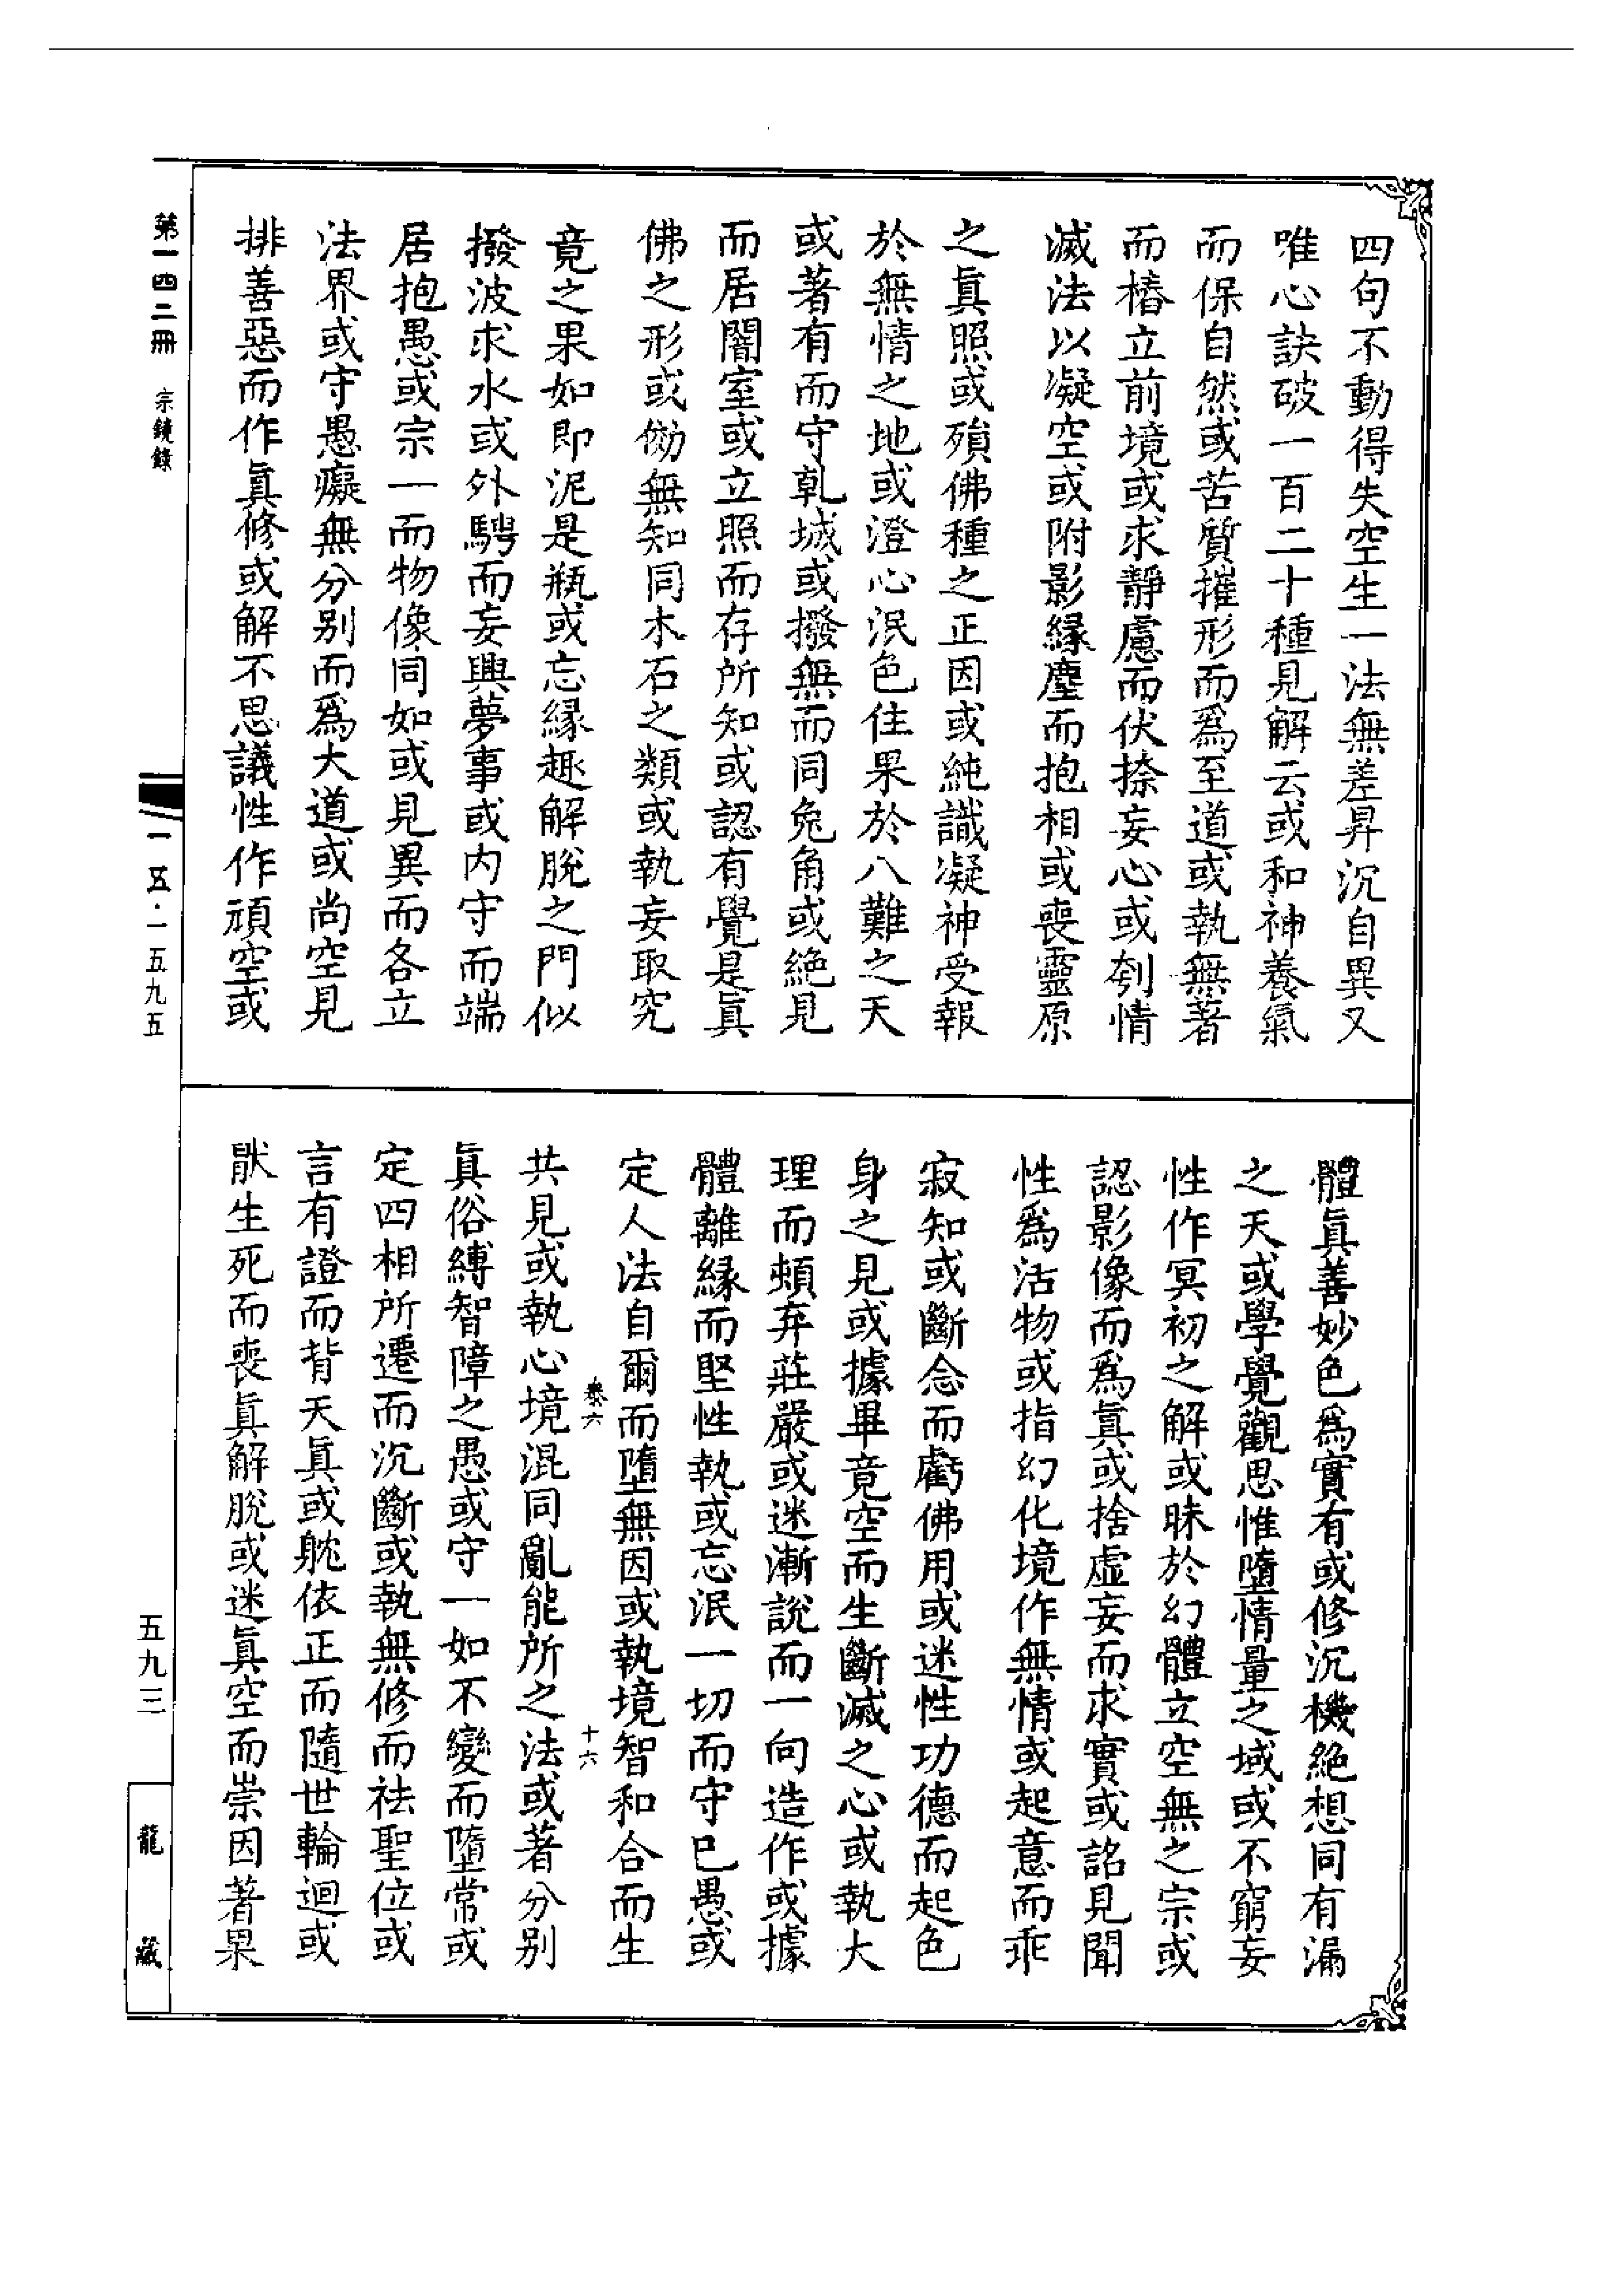 四句不動得失空生一法無差昇沉自異又
唯心訣破一百二十種見解云或和神養氣
而保自然或苦質摧形而爲至道或執無著
而樁立前境或求靜慮而伏捺妄心或刳情
滅法以凝空或附影緣塵而抱相或喪靈原
之眞照或殞佛種之正因或純識凝神受報
於無情之地或澄心泯色住果於八難之天
或著有而守乹城或撥無而同兔角或絶見
而居闇室或立照而存所知或認有覺是眞
佛之形或倣無知同木石之類或執妄取究
竟之果如即泥是瓶或忘緣趣解脫之門似
撥波求水或外騁而妄興夢事或内守而端
居抱愚或宗一而物像同如或見異而各立
法界或守愚癡無分别而爲大道或尚空見
排善惡而作眞修或解不思議性作頑空或
體眞善妙色爲實有或修沉機絶想同有漏
之天或學覺觀思惟墮情量之域或不窮妄
性作冥初之解或昧於幻體立空無之宗或
認影像而爲眞或捨虚妄而求實或詺見聞
性爲活物或指幻化境作無情或起意而乖
寂知或斷念而虧佛用或迷性功德而起色
身之見或據畢竟空而生斷滅之心或執大
理而頓弃莊嚴或迷漸說而一向造作或據
體離緣而堅性執或忘泯一切而守已愚或
定人法自爾而墮無因或執境智和合而生
卷六 十六
共見或執心境混同亂能所之法或著分别
眞俗縛智障之愚或守一如不變而墮常或
定四相所遷而沉斷或執無修而祛聖位或
言有證而背天眞或躭依正而隨世輪迴或
猒生死而喪眞解脫或迷眞空而崇因著果
第一四二冊 宗鏡錄
一五·一五九五
五九三
龍藏